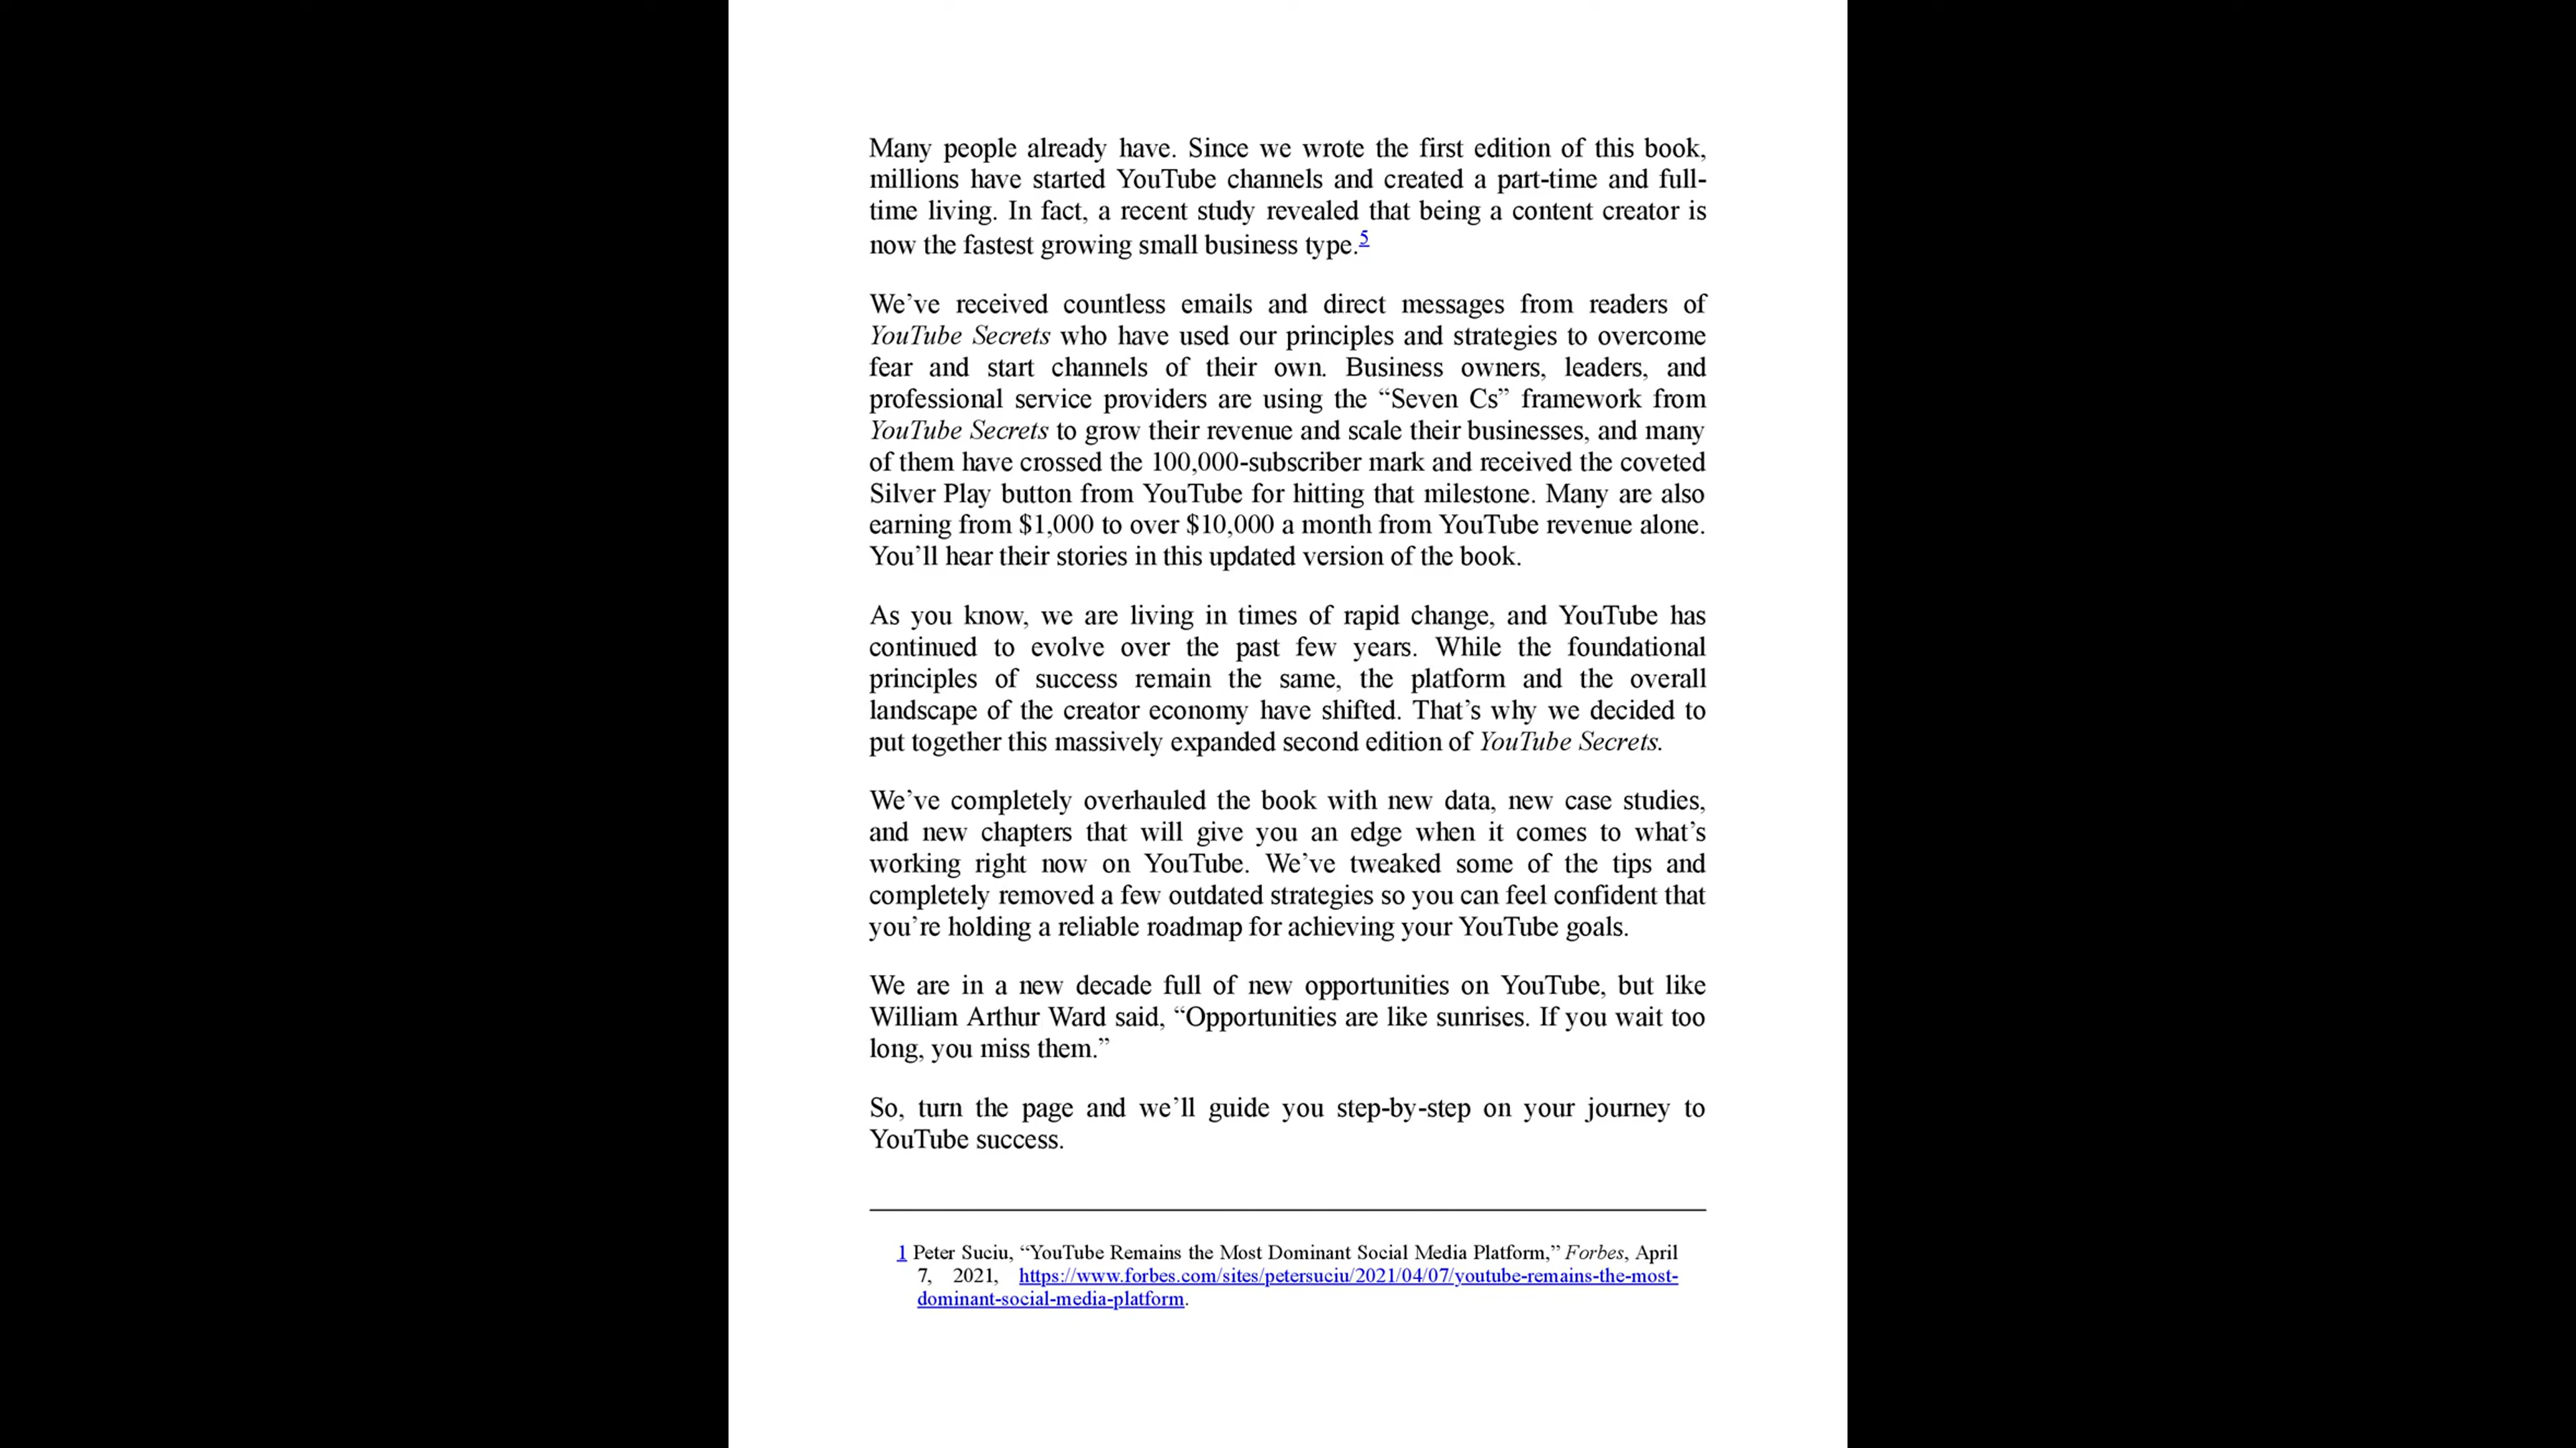 Many people already have. Since we wrote the first edition of this book,
millions have started YouTube channels and created a part-time and full-
time living. In fact, a recent study revealed that being a content creator is
now the fastest growing small business type.5
We’ve received countless emails and direct messages from readers of
YouTube Secrets who have used our principles and strategies to overcome
fear and start channels of their own. Business owners, leaders, and
professional service providers are using the “Seven Cs” framework from
YouTube Secrets to grow their revenue and scale their businesses, and many
of them have crossed the 100,000-subscriber mark and received the coveted
Silver Play button from YouTube for hitting that milestone. Many are also
earning from $1,000 to over $10,000 a month from YouTube revenue alone.
You’ll hear their stories in this updated version of the book.
As you know, we are living in times of rapid change, and YouTube has
continued to evolve over the past few years. While the foundational
principles of success remain the same, the platform and the overall
landscape of the creator economy have shifted. That’s why we decided to
put together this massively expanded second edition of YouTube Secrets.
We’ve completely overhauled the book with new data, new case studies,
and new chapters that will give you an edge when it comes to what’s
working right now on YouTube. We’ve tweaked some of the tips and
completely removed a few outdated strategies so you can feel confident that
you’re holding a reliable roadmap for achieving your YouTube goals.
We are in a new decade full of new opportunities on YouTube, but like
William Arthur Ward said, “Opportunities are like sunrises. If you wait too
long, you miss them.”
So, turn the page and we’ll guide you step-by-step on your journey to
YouTube success.
1 Peter Suciu, “YouTube Remains the Most Dominant Social Media Platform,” Forbes, April
7, 2021, https://www.forbes.com/sites/petersuciu/2021/04/07/youtube-remains-the-most-
dominant-social-media-platform.